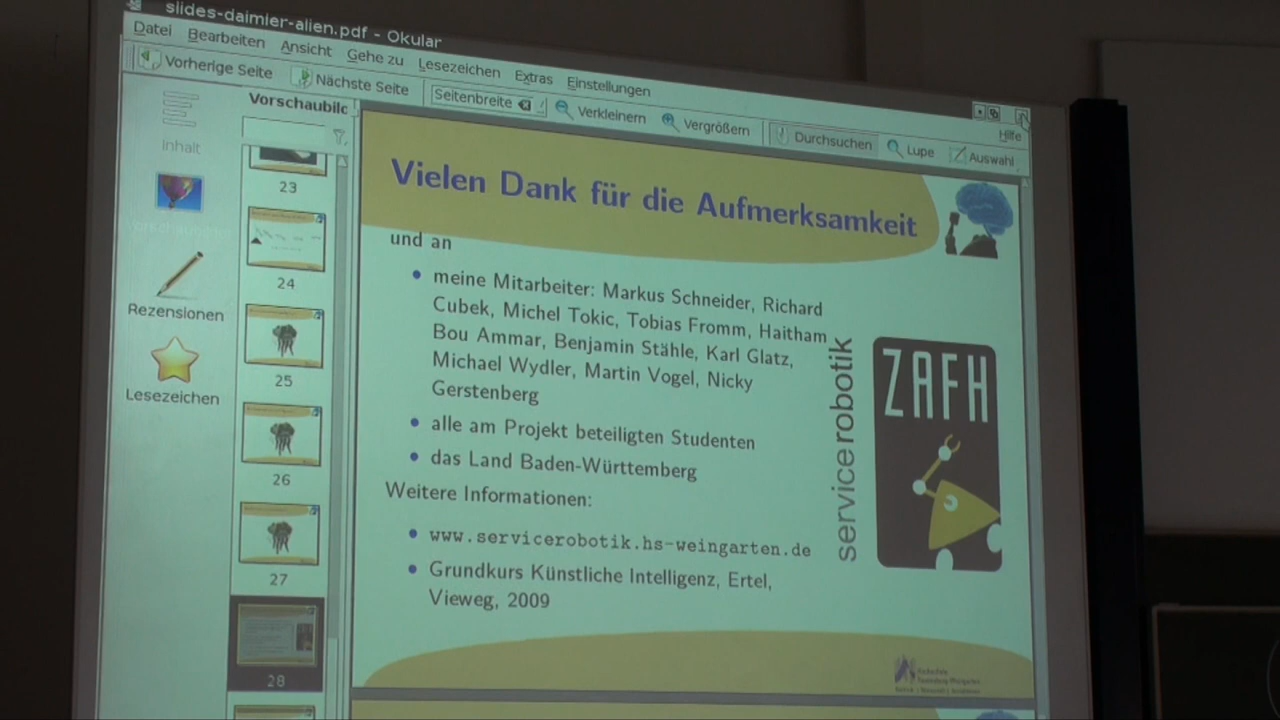 slides-daimler-alien.pdf - Okular
Datei Bearbeiten Ansicht Gehe zu Lesezeichen Extras Einstellungen Hilfe
Vorherige Seite Nächste Seite Seitenbreite Verkleinern Vergrößern Durchsuchen Lupe Auswahl
Vorschaubilc
Inhalt
Rezensionen
Lesezeichen
23
24
25
26
27
28
Vielen Dank für die Aufmerksamkeit
und an
meine Mitarbeiter: Markus Schneider, Richard
Cubek, Michel Tokic, Tobias Fromm, Haitham
Bou Ammar, Benjamin Stähle, Karl Glatz,
Michael Wydler, Martin Vogel, Nicky
Gerstenberg
alle am Projekt beteiligten Studenten
das Land Baden-Württemberg
Weitere Informationen:
www.servicerobotik.hs-weingarten.de
Grundkurs Künstliche Intelligenz, Ertel,
Vieweg, 2009
servicerobotik
ZAFH